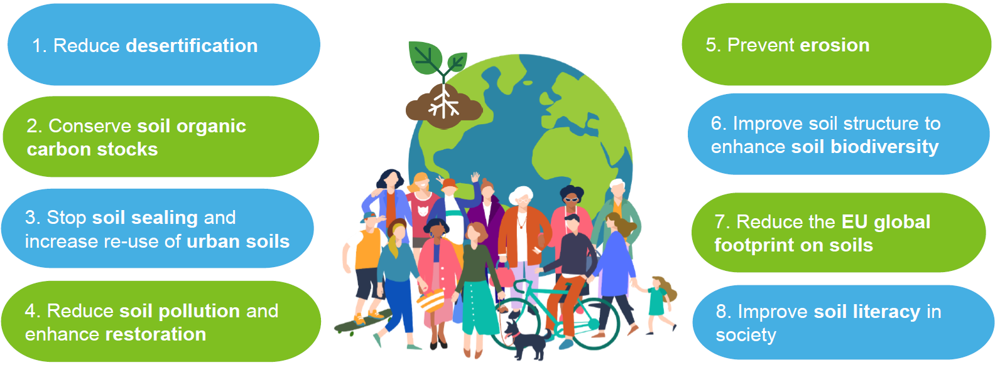 1. Reduce desertification
2. Conserve soil organic
carbon stocks
3. Stop soil sealing and
increase re-use of urban soils
4. Reduce soil pollution and
enhance restoration
5. Prevent erosion
6. Improve soil structure to
enhance soil biodiversity
7. Reduce the EU global
footprint on soils
8. Improve soil literacy in
society